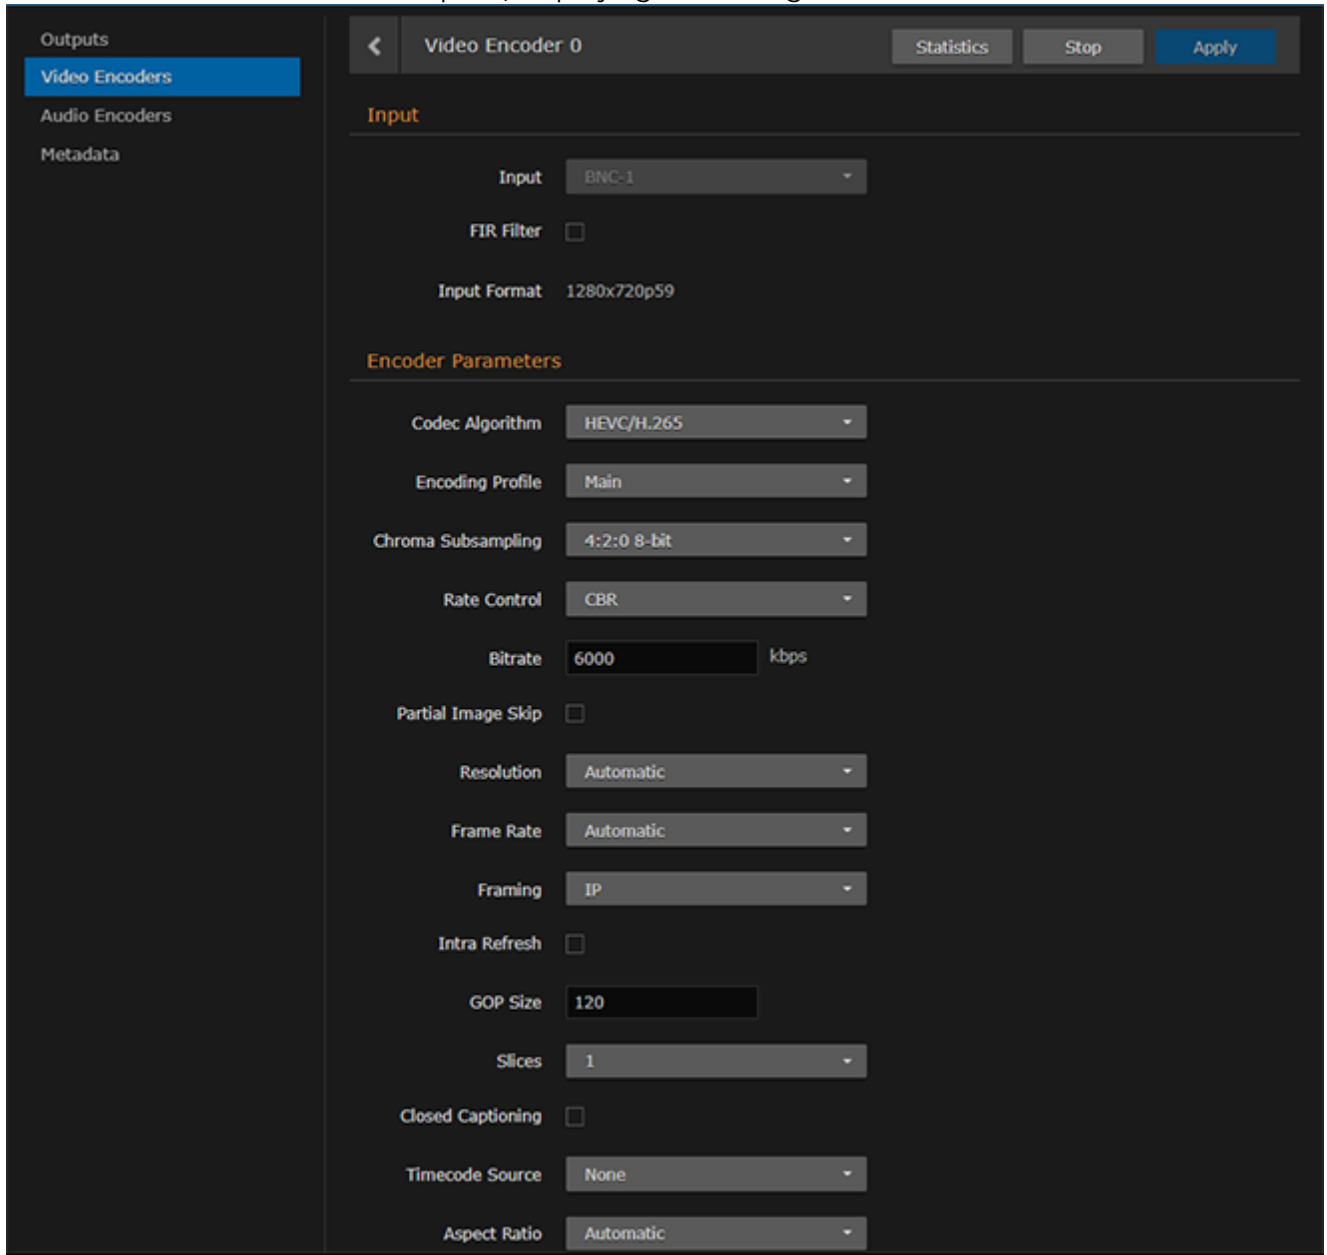 Outputs
Video Encoders
Audio Encoders
Metadata
Video Encoder 0
Statistics
Stop
Apply
Input
Input BNC-1
FIR Filter
Input Format 1280x720p59
Encoder Parameters
Codec Algorithm HEVC/H.265
Encoding Profile Main
Chroma Subsampling 4:2:0 8-bit
Rate Control CBR
Bitrate 6000 kbps
Partial Image Skip
Resolution Automatic
Frame Rate Automatic
Framing IP
Intra Refresh
GOP Size 120
Slices 1
Closed Captioning
Timecode Source None
Aspect Ratio Automatic